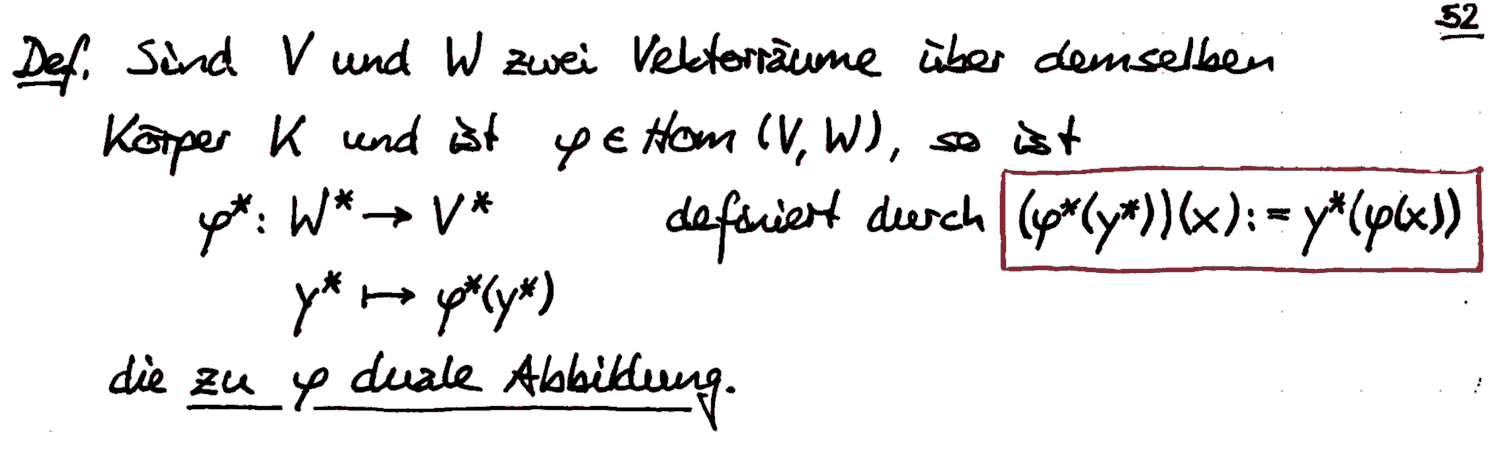 52
Def. Sind V und W zwei Vektorräume über demselben
Körper K und ist φ ∈ Hom (V, W), so ist
φ*: W* → V* definiert durch (φ*(y*))(x) := y*(φ(x))
y* ↦ φ*(y*)
die zu φ duale Abbildung.